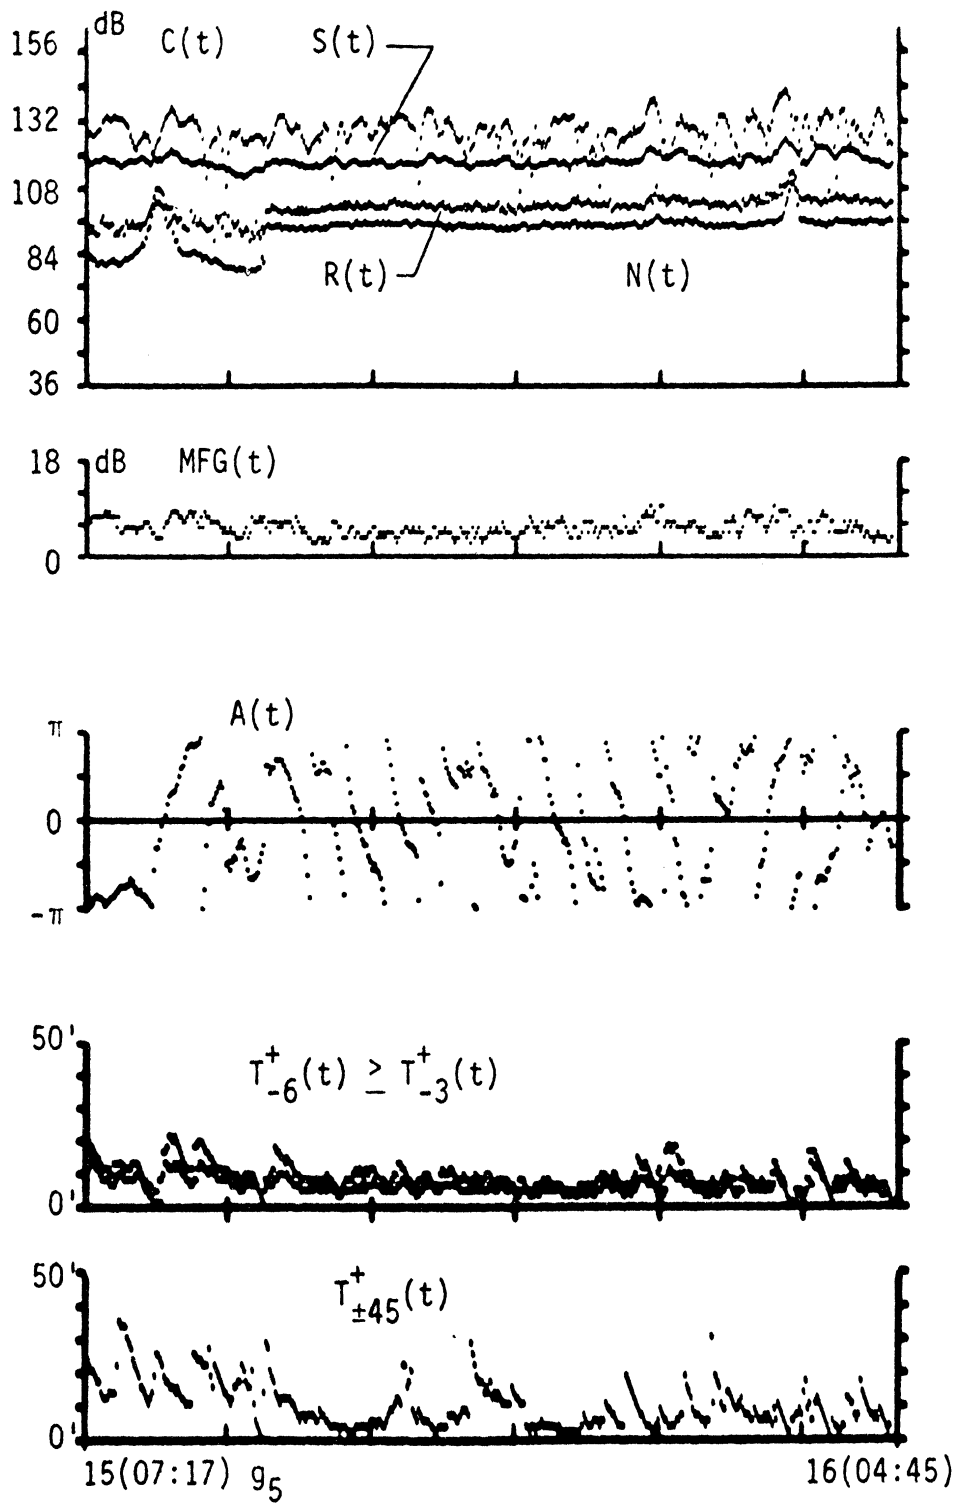 dB
156 C(t) S(t)
132
108
84
R(t) N(t)
60
36
18 dB MFG(t)
0
A(t)
π
0
-π
50'
T⁺₋₆(t) ≥ T⁺₋₃(t)
0'
50'
T⁺±₄₅(t)
0'
15(07:17) g₅ 16(04:45)